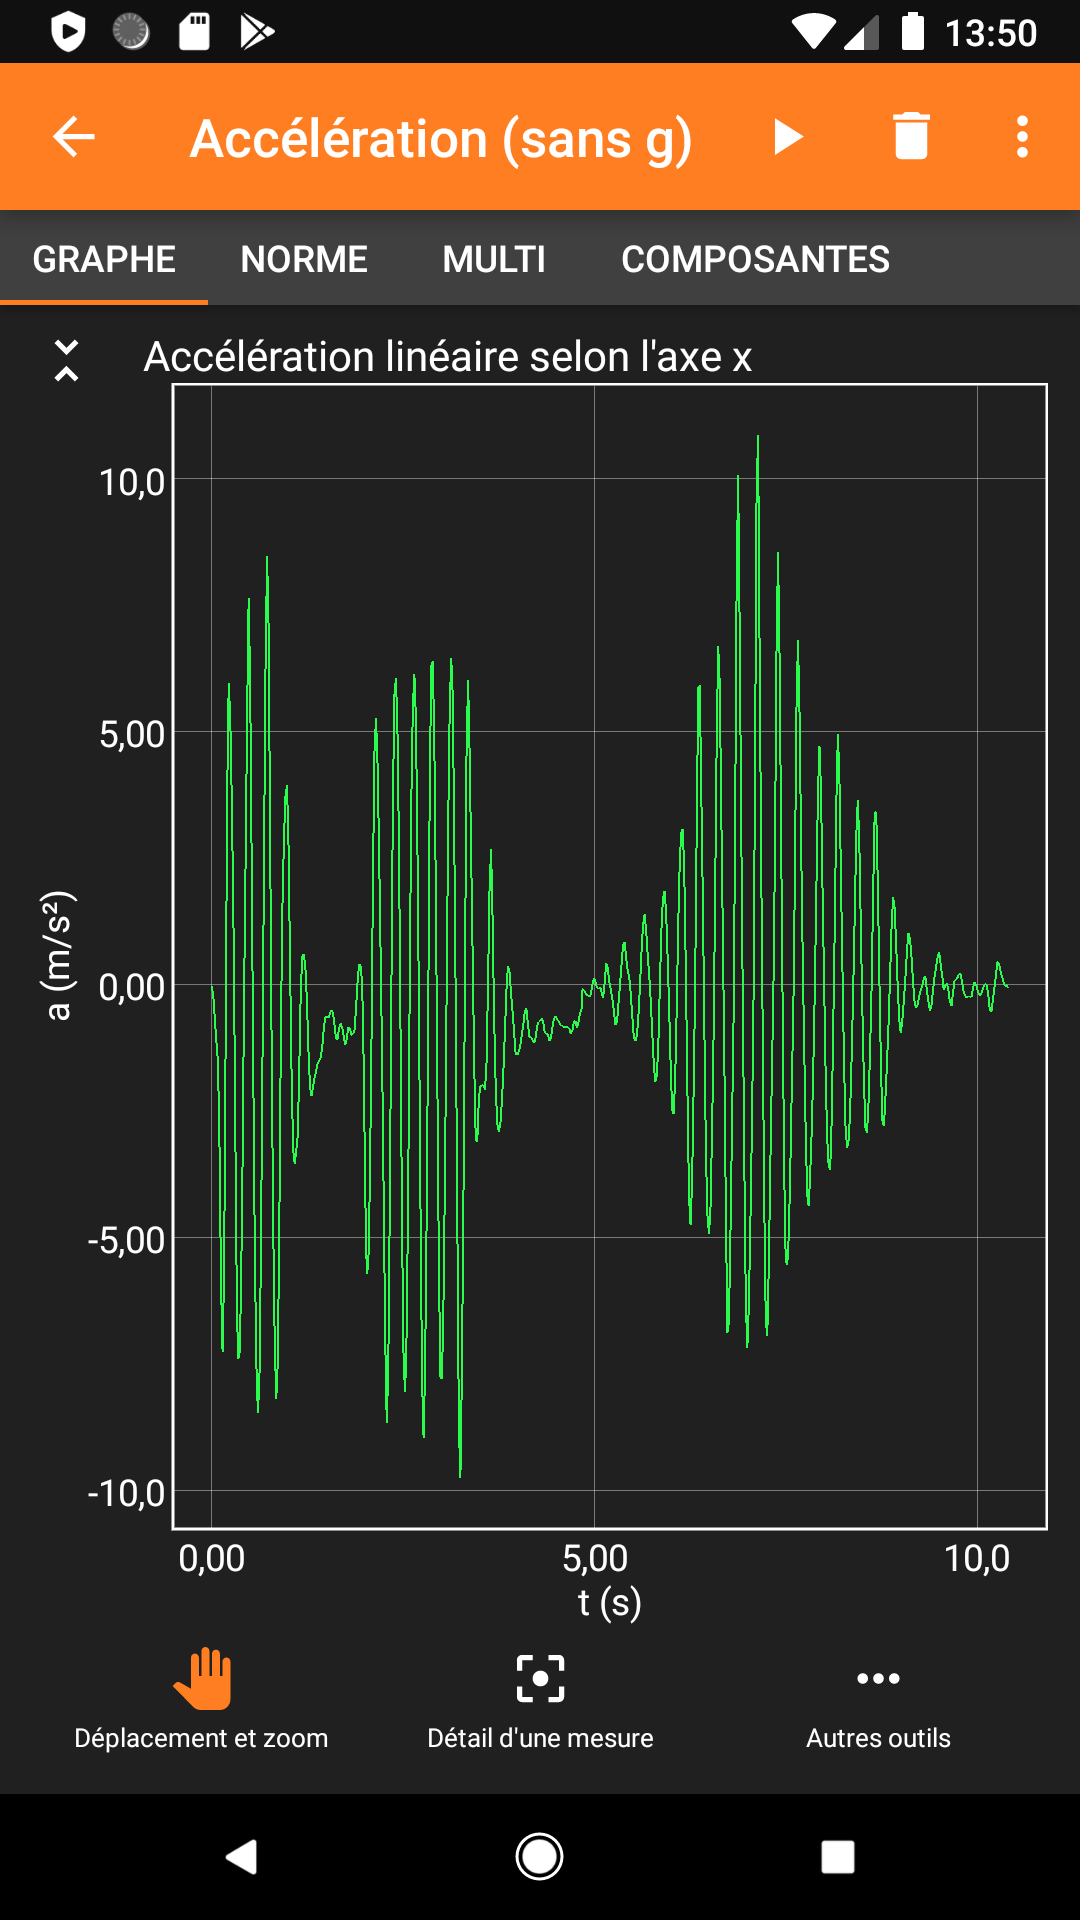 13:50
Accélération (sans g)
GRAPHE NORME MULTI COMPOSANTES
Accélération linéaire selon l'axe x
10,0
5,00
0,00
-5,00
-10,0
a (m/s²)
0,00 5,00 10,0
t (s)
Déplacement et zoom Détail d'une mesure Autres outils